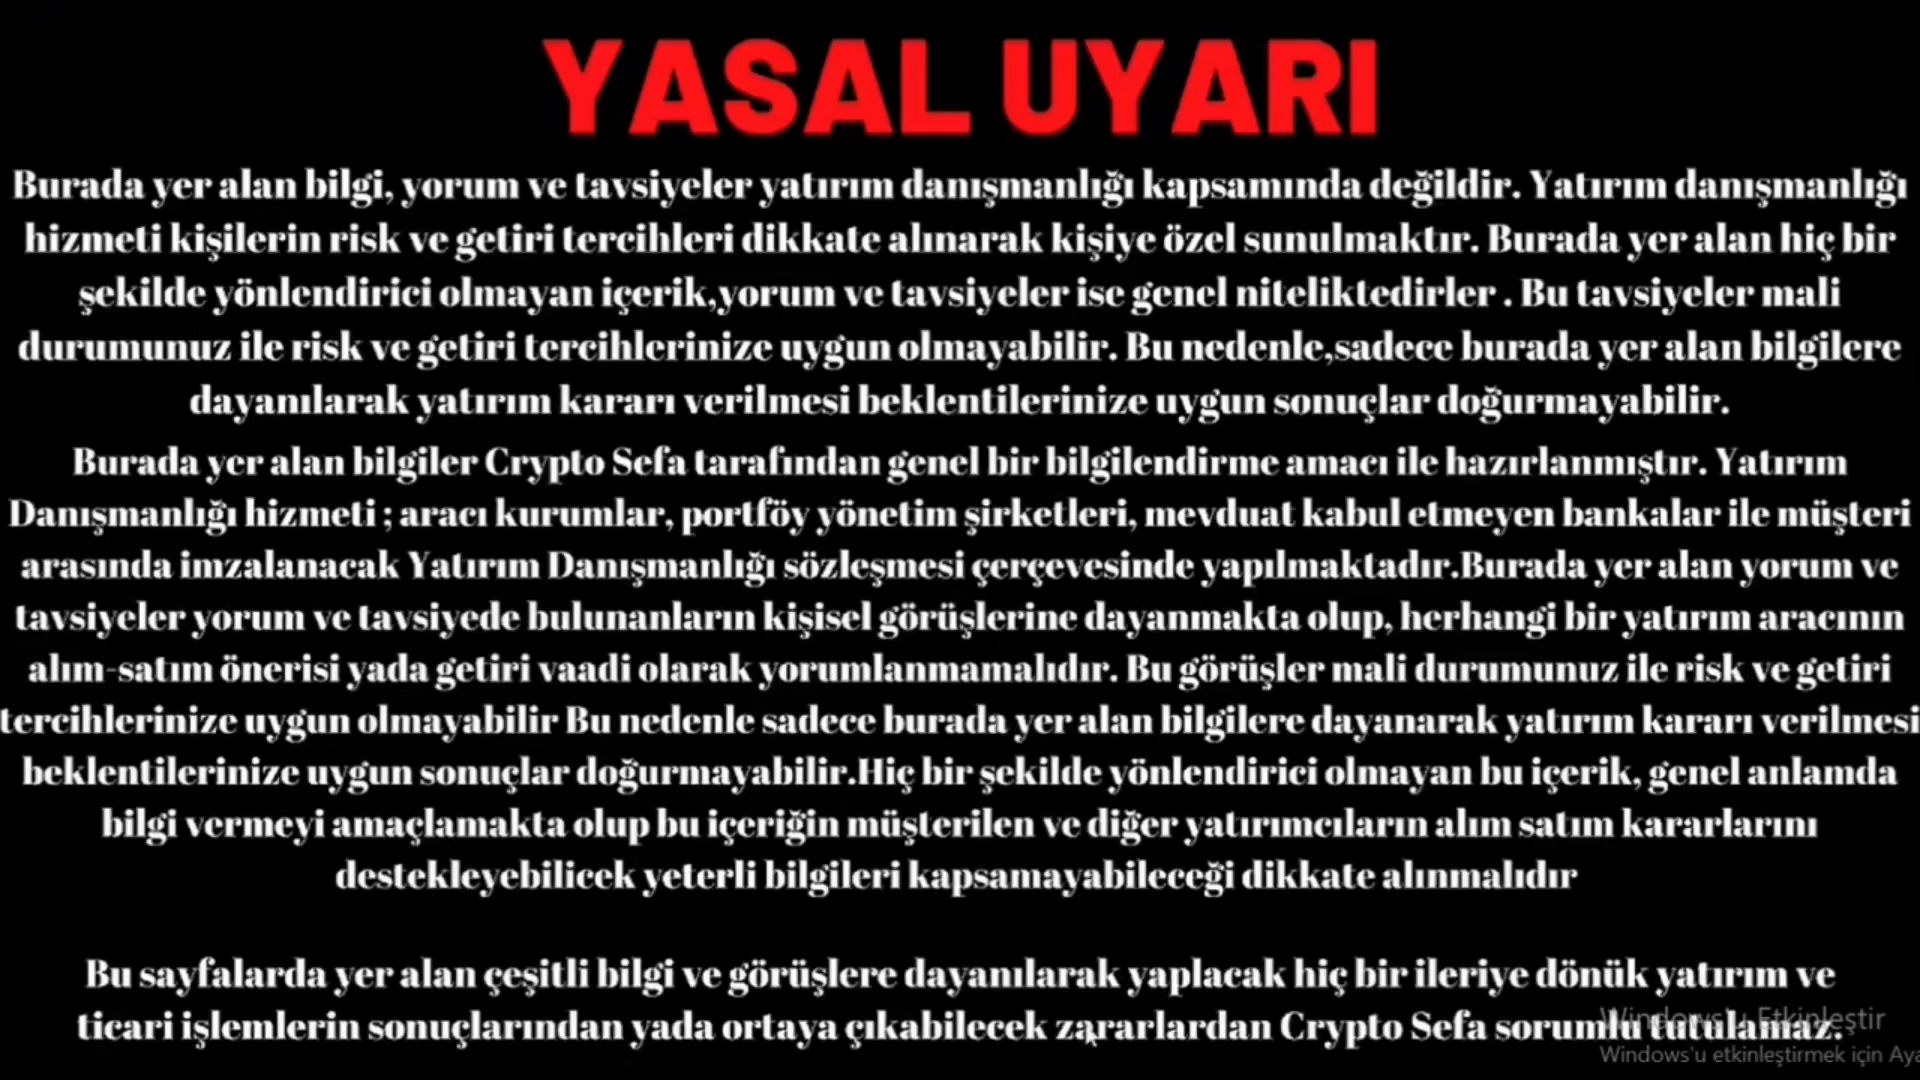 YASAL UYARI
Burada yer alan bilgi, yorum ve tavsiyeler yatırım danışmanlığı kapsamında değildir. Yatırım danışmanlığı
hizmeti kişilerin risk ve getiri tercihleri dikkate alınarak kişiye özel sunulmaktır. Burada yer alan hiç bir
şekilde yönlendirici olmayan içerik,yorum ve tavsiyeler ise genel niteliktedirler . Bu tavsiyeler mali
durumunuz ile risk ve getiri tercihlerinize uygun olmayabilir. Bu nedenle,sadece burada yer alan bilgilere
dayanılarak yatırım kararı verilmesi beklentilerinize uygun sonuçlar doğurmayabilir.
Burada yer alan bilgiler Crypto Sefa tarafından genel bir bilgilendirme amacı ile hazırlanmıştır. Yatırım
Danışmanlığı hizmeti ; aracı kurumlar, portföy yönetim şirketleri, mevduat kabul etmeyen bankalar ile müşteri
arasında imzalanacak Yatırım Danışmanlığı sözleşmesi çerçevesinde yapılmaktadır.Burada yer alan yorum ve
tavsiyeler yorum ve tavsiyede bulunanların kişisel görüşlerine dayanmakta olup, herhangi bir yatırım aracının
alım-satım önerisi yada getiri vaadi olarak yorumlanmamalıdır. Bu görüşler mali durumunuz ile risk ve getiri
tercihlerinize uygun olmayabilir Bu nedenle sadece burada yer alan bilgilere dayanarak yatırım kararı verilmesi
beklentilerinize uygun sonuçlar doğurmayabilir.Hiç bir şekilde yönlendirici olmayan bu içerik, genel anlamda
bilgi vermeyi amaçlamakta olup bu içeriğin müşterilen ve diğer yatırımcıların alım satım kararlarını
destekleyebilicek yeterli bilgileri kapsamayabileceği dikkate alınmalıdır
Bu sayfalarda yer alan çeşitli bilgi ve görüşlere dayanılarak yaplacak hiç bir ileriye dönük yatırım ve
ticari işlemlerin sonuçlarından yada ortaya çıkabilecek zararlardan Crypto Sefa sorumlu tutulamaz.
Windows'u Etkinleştir
Windows'u etkinleştirmek için Aya